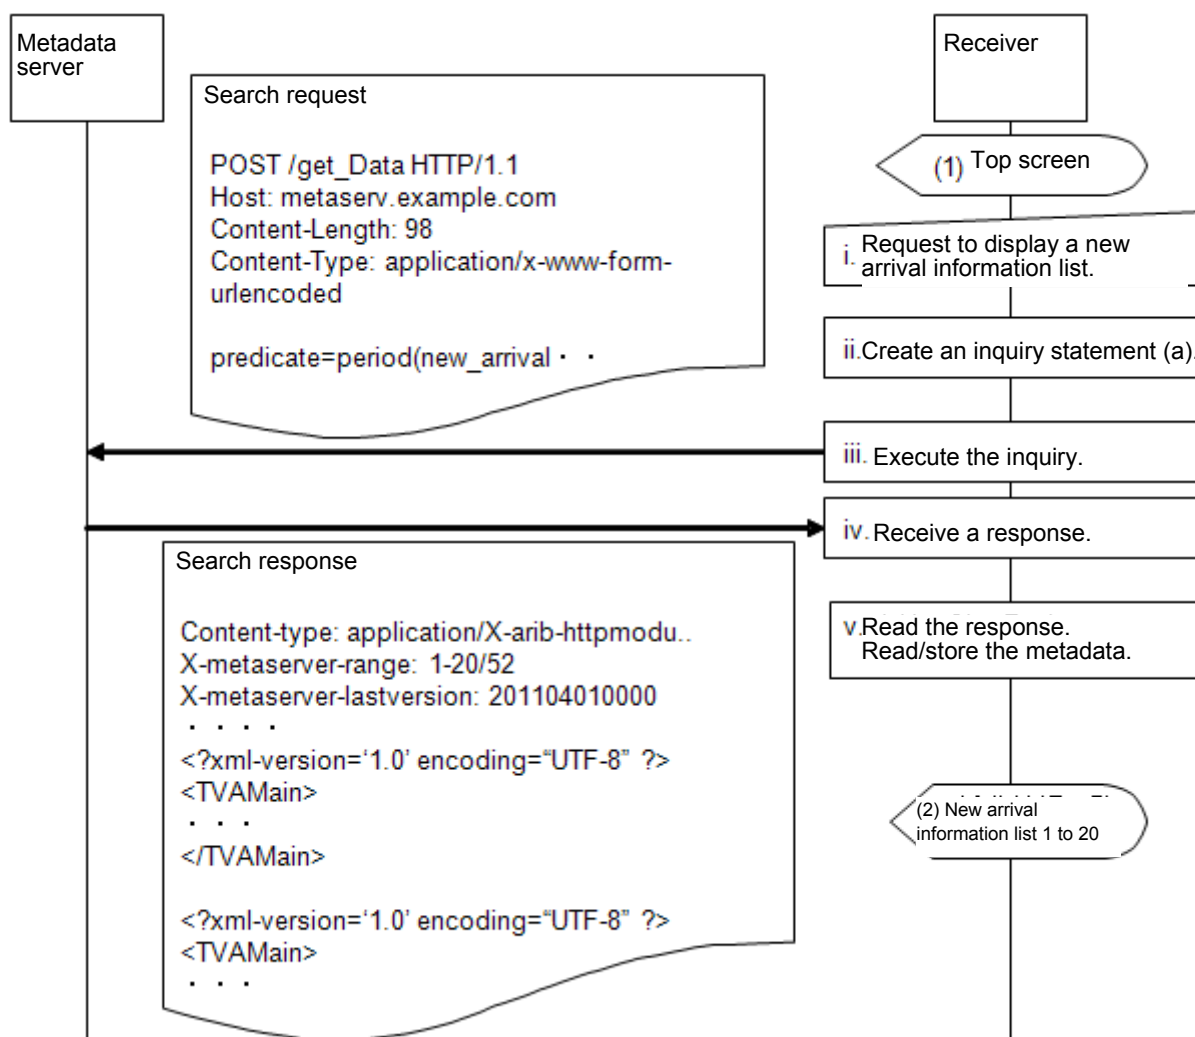 Metadata
server
Receiver
Search request
POST /get_Data HTTP/1.1
Host: metaserv.example.com
Content-Length: 98
Content-Type: application/x-www-form-
urlencoded
predicate=period(new_arrival・・
(1) Top screen
i. Request to display a new
arrival information list.
ii. Create an inquiry statement (a).
iii. Execute the inquiry.
iv. Receive a response.
Search response
Content-type: application/X-arib-httpmodu..
X-metaserver-range: 1-20/52
X-metaserver-lastversion: 201104010000
・・・・
<?xml-version=‘1.0’ encoding=“UTF-8” ?>
<TVAMain>
・・・
</TVAMain>
<?xml-version=‘1.0’ encoding=“UTF-8” ?>
<TVAMain>
・・・
v. Read the response.
Read/store the metadata.
(2) New arrival
information list 1 to 20